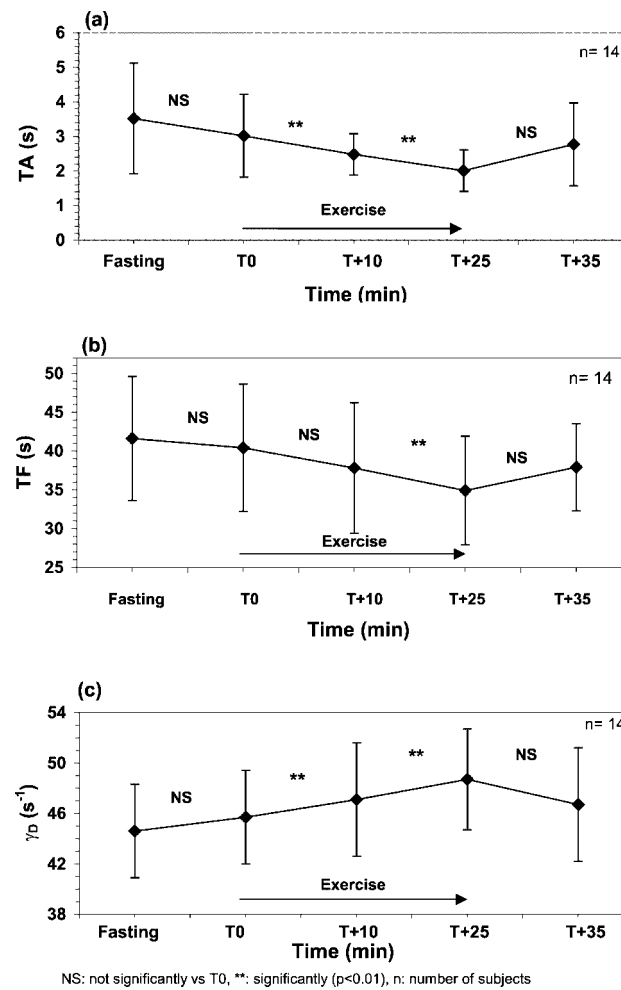 (a)
6
n= 14
5
NS
4
NS
**
**
3
TA (s)
2
1
Exercise
0
Fasting T0 T+10 T+25 T+35
Time (min)
(b)
50
n= 14
45
NS
NS
**
NS
40
TF (s)
35
30
Exercise
25
Fasting T0 T+10 T+25 T+35
Time (min)
(c)
54
n= 14
50
**
**
NS
NS
γD (s-1)
46
42
Exercise
38
Fasting T0 T+10 T+25 T+35
Time (min)
NS: not significantly vs T0, **: significantly (p<0.01), n: number of subjects